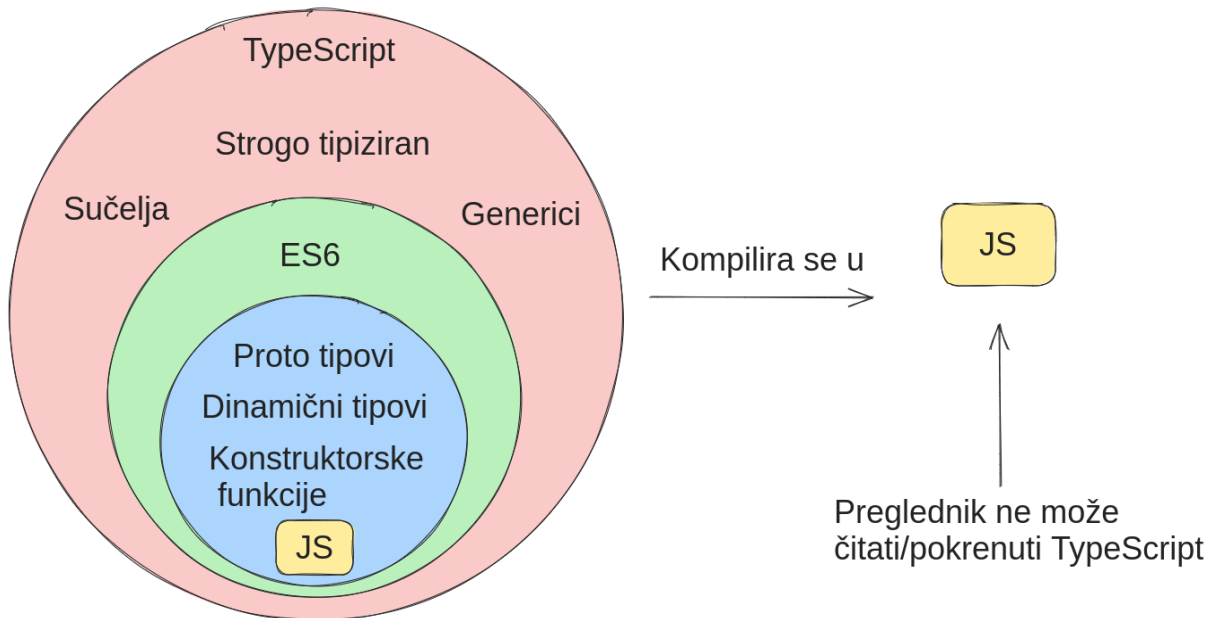 TypeScript
Strogo tipiziran
Sučelja
Generici
ES6
Proto tipovi
Dinamični tipovi
Konstruktorske
funkcije
JS
Kompilira se u
JS
Preglednik ne može
čitati/pokrenuti TypeScript